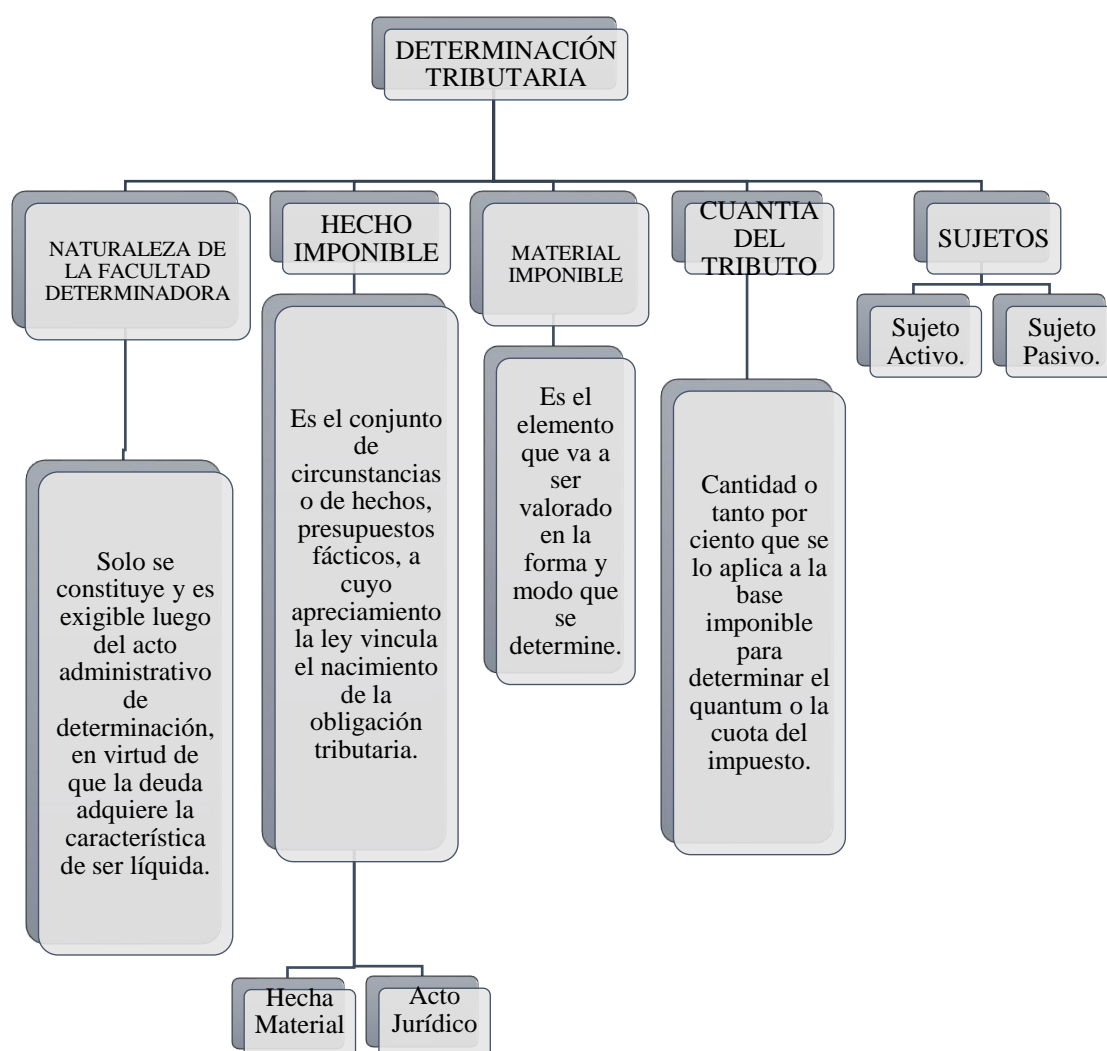 DETERMINACIÓN
TRIBUTARIA
NATURALEZA DE
LA FACULTAD
DETERMINADORA
Solo se
constituye y es
exigible luego
del acto
administrativo
de
determinación,
en virtud de
que la deuda
adquiere la
característica
de ser líquida.
HECHO
IMPONIBLE
Es el conjunto
de
circunstancias
o de hechos,
presupuestos
fácticos, a
cuyo
apreciamiento
la ley vincula
el nacimiento
de la
obligación
tributaria.
Hecha
Material
Acto
Jurídico
MATERIAL
IMPONIBLE
Es el
elemento
que va a
ser
valorado
en la
forma y
modo que
se
determine.
CUANTIA
DEL
TRIBUTO
Cantidad o
tanto por
ciento que se
lo aplica a la
base
imponible
para
determinar el
quantum o la
cuota del
impuesto.
SUJETOS
Sujeto
Activo.
Sujeto
Pasivo.